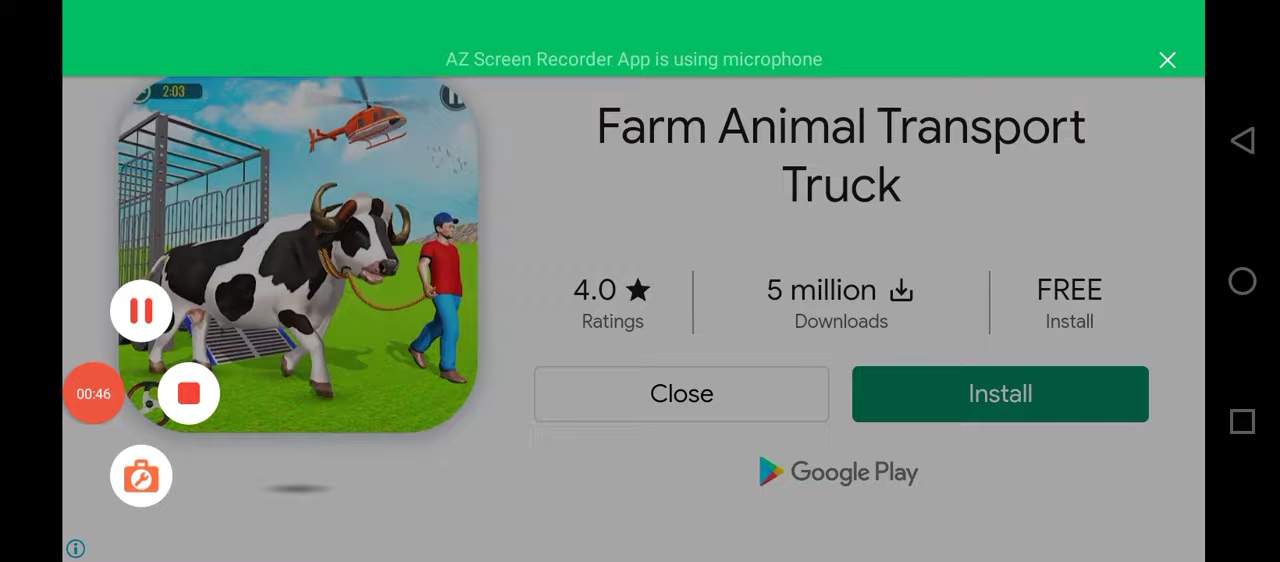 AZ Screen Recorder App is using microphone
2:03
Farm Animal Transport
Truck
4.0
Ratings
5 million
Downloads
FREE
Install
00:46
Close
Install
Google Play